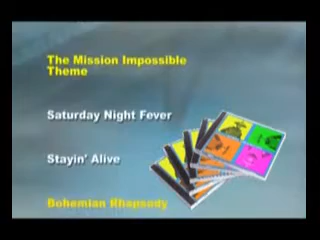 The Mission Impossible
Theme
Saturday Night Fever
Stayin' Alive
Bohemian Rhapsody